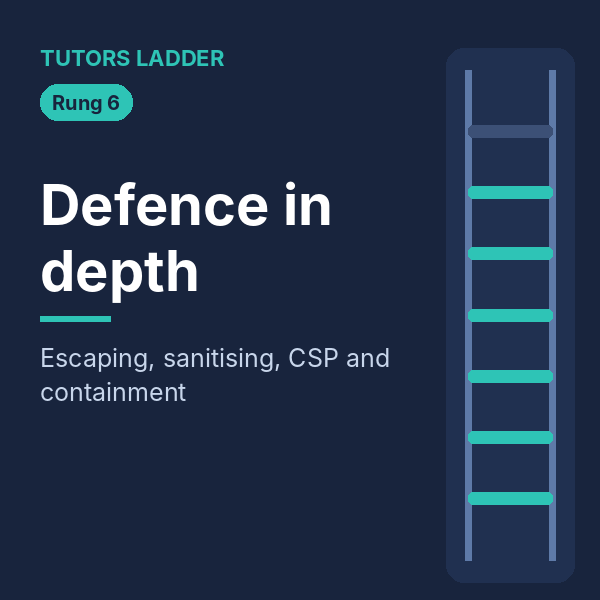 TUTORS LADDER
Rung 6
Defence in
depth
Escaping, sanitising, CSP and
containment